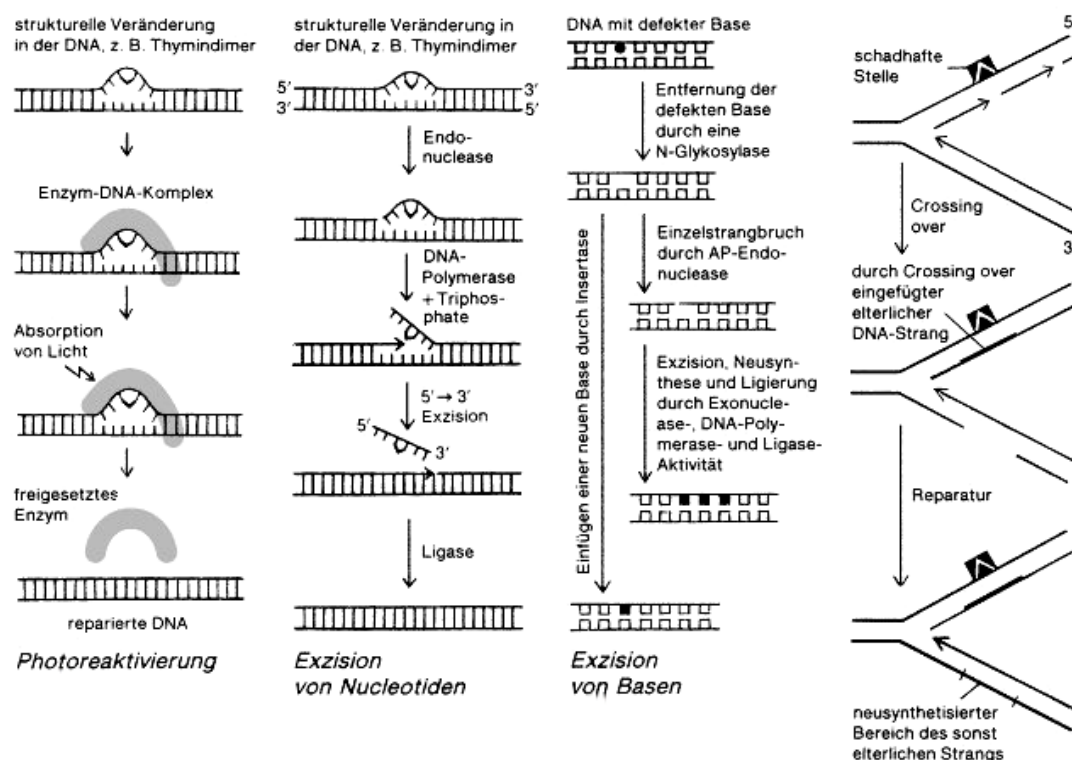 strukturelle Veränderung
in der DNA, z. B. Thymindimer
Enzym-DNA-Komplex
Absorption
von Licht
freigesetztes
Enzym
reparierte DNA
Photoreaktivierung
strukturelle Veränderung in
der DNA, z. B. Thymindimer
5′
3′
3′
5′
Endo-
nuclease
DNA-
Polymerase
+ Triphos-
phate
5′ → 3′
Exzision
5′
3′
Ligase
Exzision
von Nucleotiden
DNA mit defekter Base
Entfernung der
defekten Base
durch eine
N-Glykosylase
Einfügen einer neuen Base durch Insertase
Einzelstrangbruch
durch AP-Endo-
nuclease
Exzision, Neusyn-
these und Ligierung
durch Exonucle-
ase-, DNA-Poly-
merase- und Ligase-
Aktivität
Exzision
von Basen
5
schadhafte
Stelle
Crossing
over
3
durch Crossing over
eingefügter
elterlicher
DNA-Strang
Reparatur
neusynthetisierter
Bereich des sonst
elterlichen Strangs